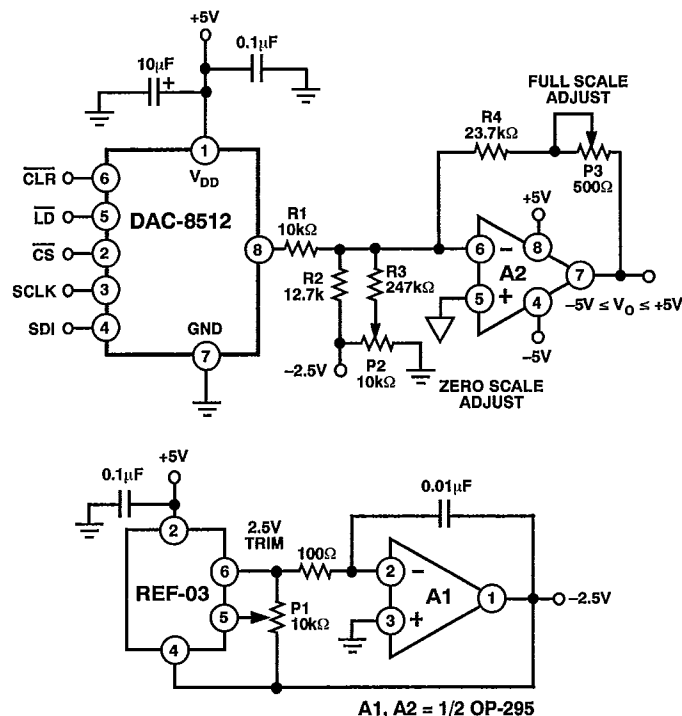 +5V
0.1µF
10µF
+
1
V_DD
CLR
6
LD
5
CS
2
SCLK
3
SDI
4
DAC-8512
8
GND
7
R1
10kΩ
R2
12.7k
R3
247kΩ
–2.5V
P2
10kΩ
ZERO SCALE
ADJUST
FULL SCALE
ADJUST
R4
23.7kΩ
P3
500Ω
+5V
6
–
8
A2
7
5
+
4
–5V
–5V ≤ V_O ≤ +5V
+5V
0.1µF
2
2.5V
TRIM
REF-03
6
5
4
P1
10kΩ
100Ω
0.01µF
2
–
A1
1
3
+
–2.5V
A1, A2 = 1/2 OP-295